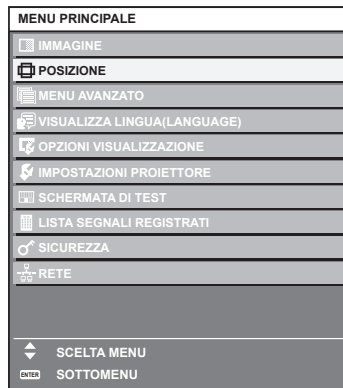 MENU PRINCIPALE
IMMAGINE
POSIZIONE
MENU AVANZATO
VISUALIZZA LINGUA(LANGUAGE)
OPZIONI VISUALIZZAZIONE
IMPOSTAZIONI PROIETTORE
SCHERMATA DI TEST
LISTA SEGNALI REGISTRATI
SICUREZZA
RETE
SCELTA MENU
ENTER SOTTOMENU